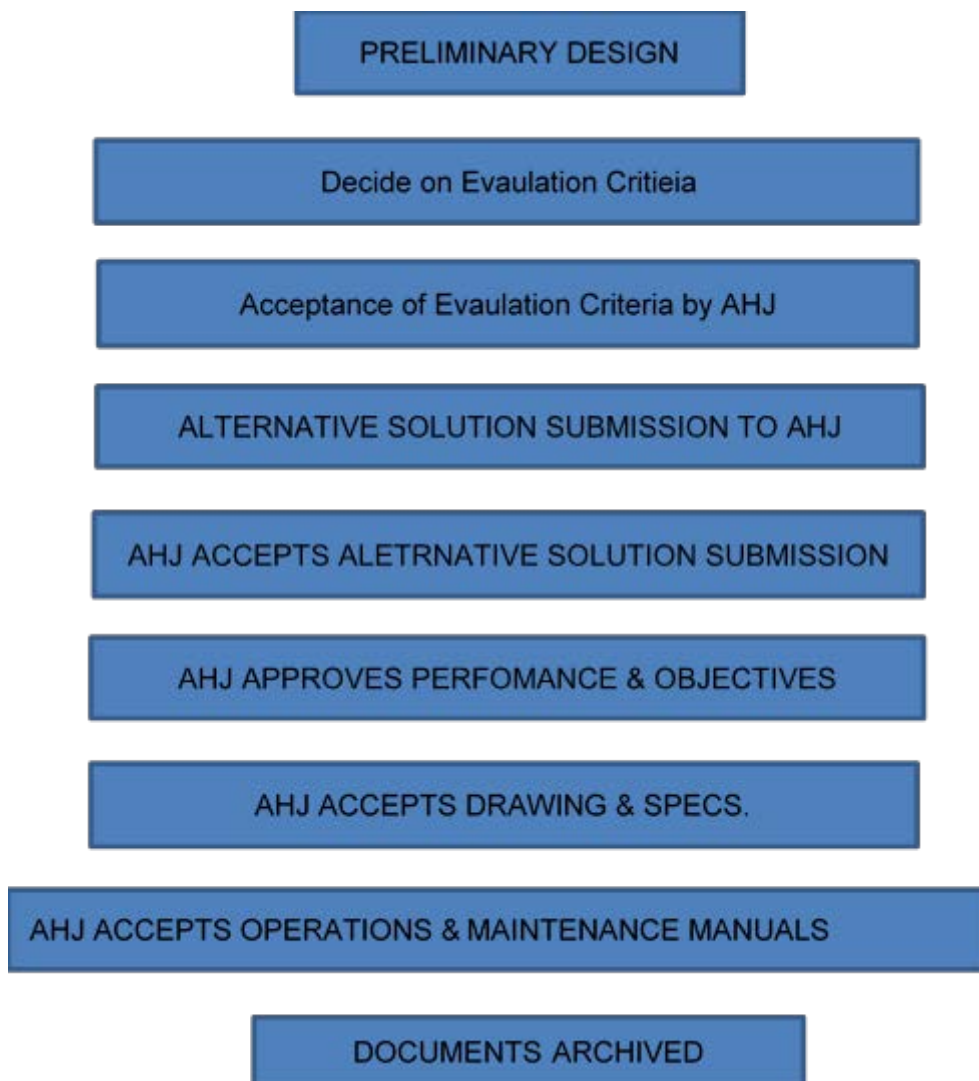 PRELIMINARY DESIGN
Decide on Evaulation Critieia
Acceptance of Evaulation Criteria by AHJ
ALTERNATIVE SOLUTION SUBMISSION TO AHJ
AHJ ACCEPTS ALETRNATIVE SOLUTION SUBMISSION
AHJ APPROVES PERFOMANCE & OBJECTIVES
AHJ ACCEPTS DRAWING & SPECS.
AHJ ACCEPTS OPERATIONS & MAINTENANCE MANUALS
DOCUMENTS ARCHIVED